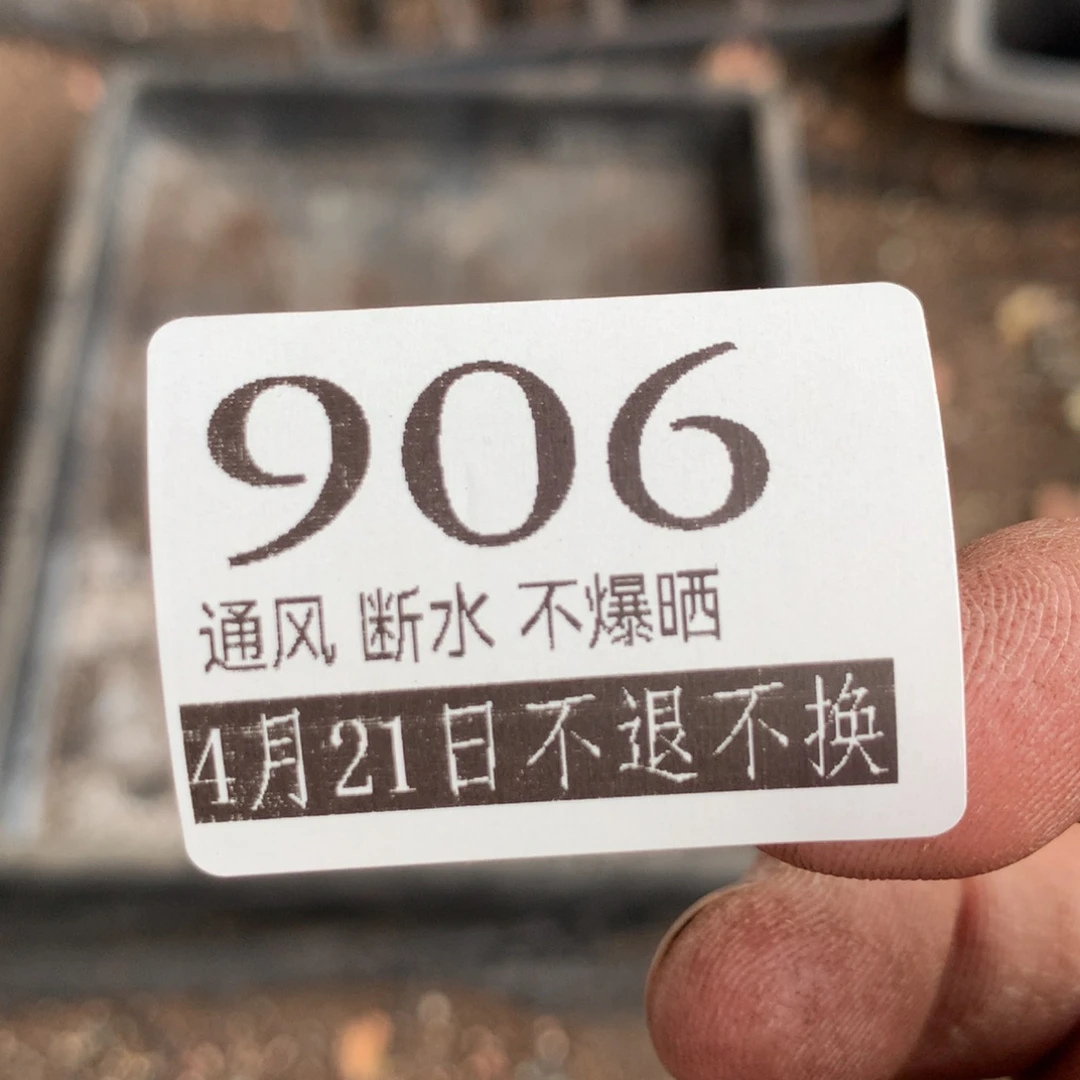 906
通风 断水 不爆晒
4月21日不退不换